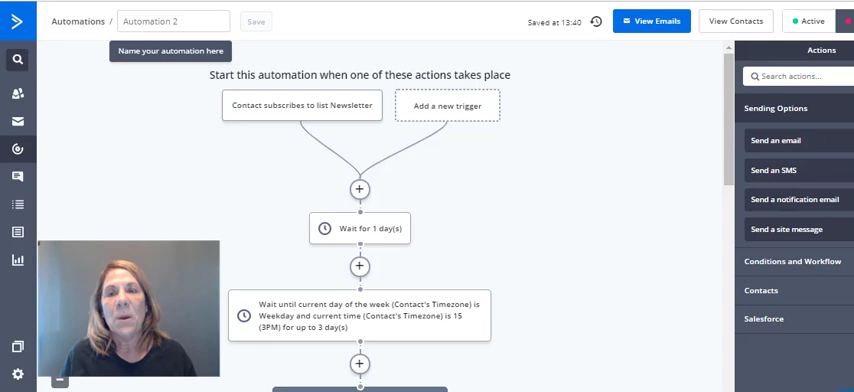 Automations / Automation 2 Save
Saved at 13:40 View Emails View Contacts Active
Name your automation here
Actions
Start this automation when one of these actions takes place
Search actions...
Contact subscribes to list Newsletter
Add a new trigger
Sending Options
Send an email
Send an SMS
Send a notification email
Send a site message
Wait for 1 day(s)
Conditions and Workflow
Contacts
Salesforce
Wait until current day of the week (Contact's Timezone) is
Weekday and current time (Contact's Timezone) is 15
(3PM) for up to 3 day(s)